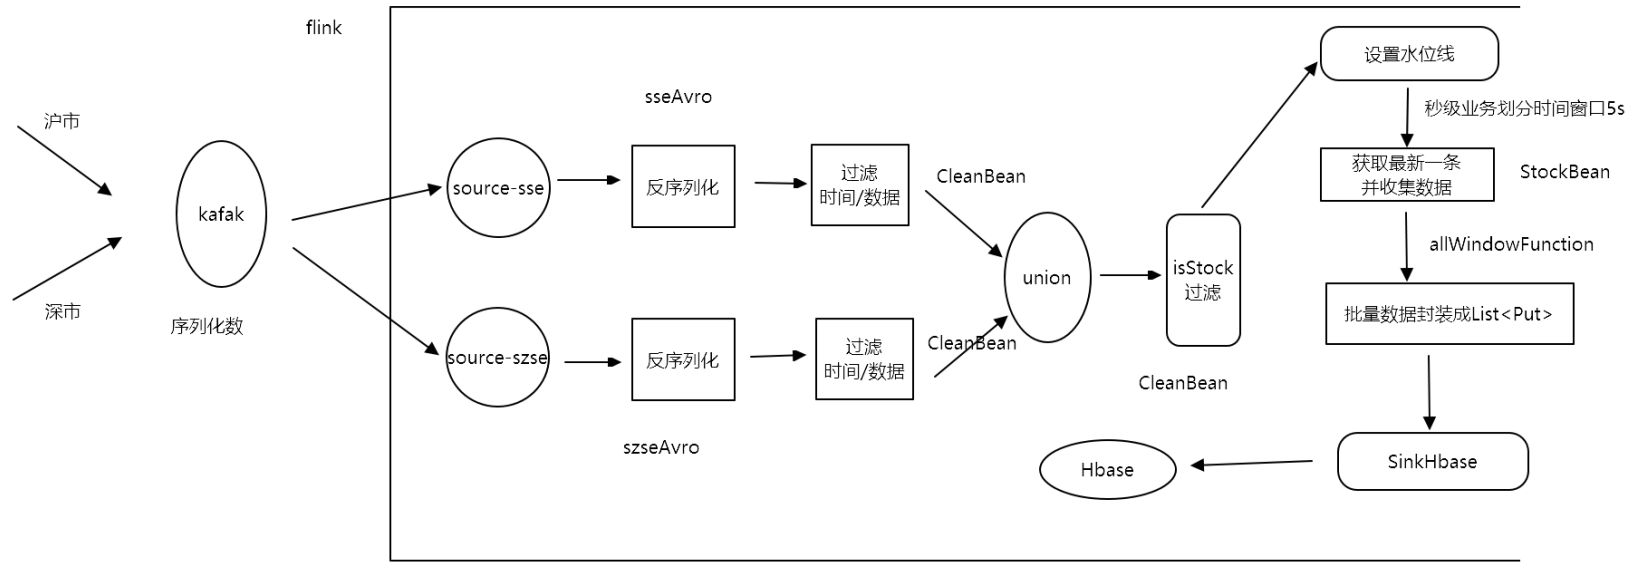 flink
沪市
kafak
深市
序列化数
sseAvro
source-sse
反序列化
过滤
时间/数据
CleanBean
source-szse
反序列化
过滤
时间/数据
CleanBean
szseAvro
union
isStock
过滤
CleanBean
设置水位线
秒级业务划分时间窗口5s
获取最新一条
并收集数据
StockBean
allWindowFunction
批量数据封装成List<Put>
SinkHbase
Hbase